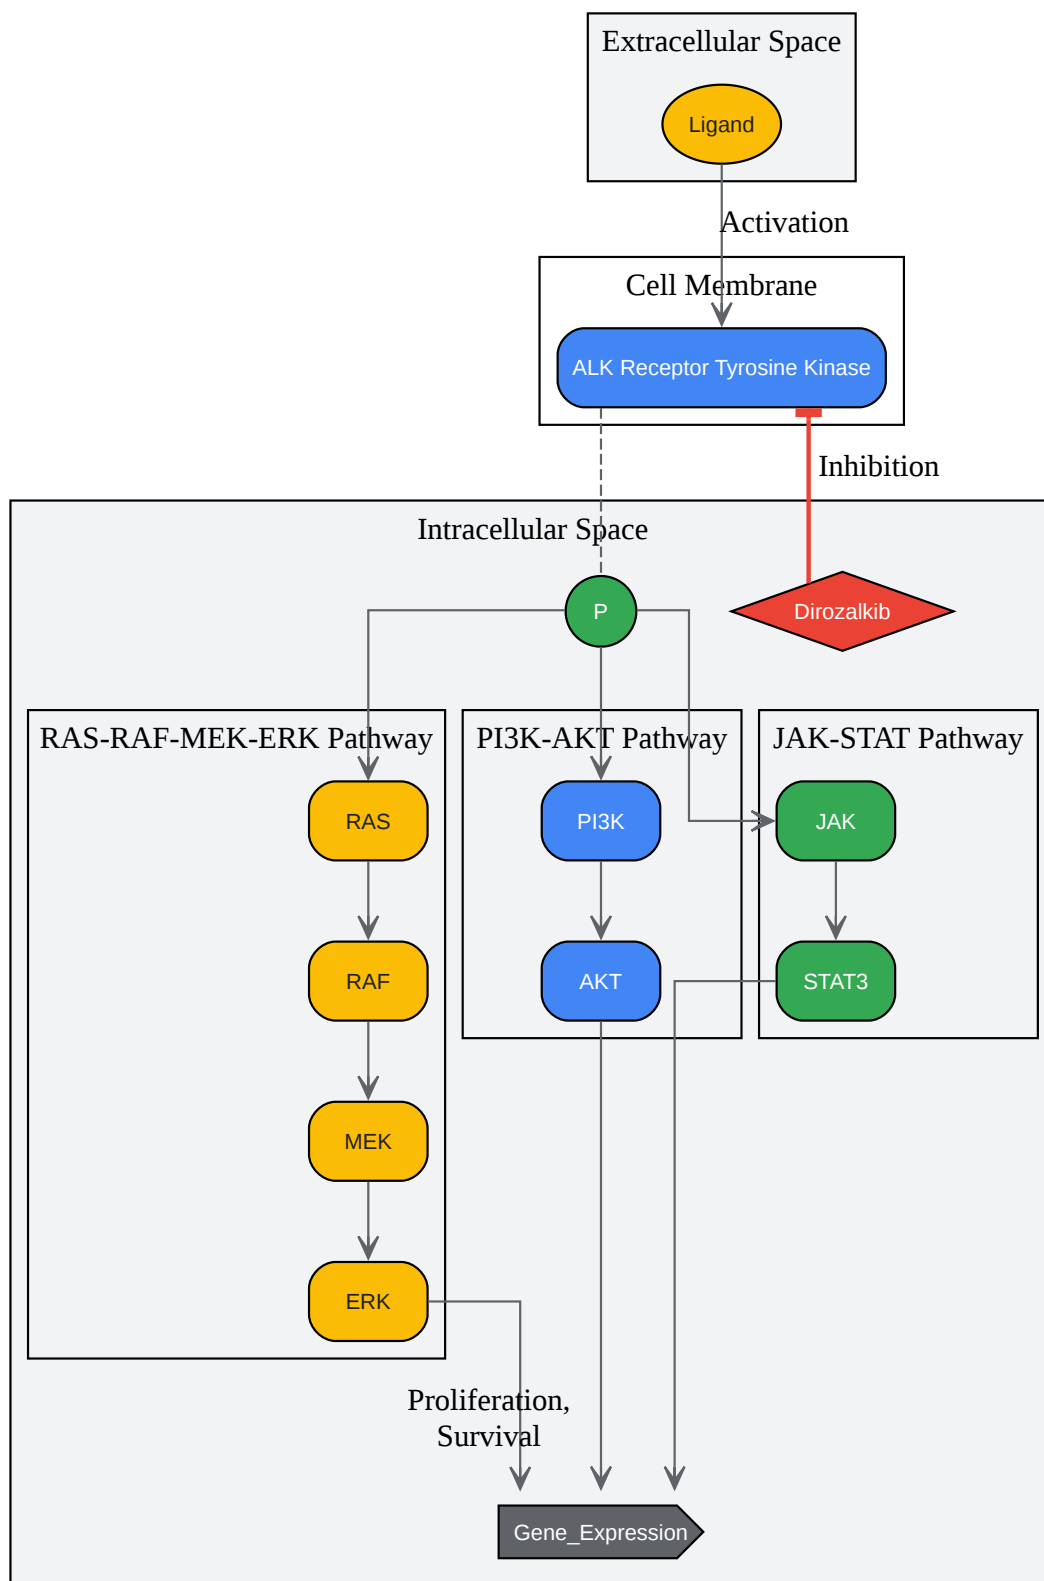 Extracellular Space
Ligand
Activation
Cell Membrane
ALK Receptor Tyrosine Kinase
Inhibition
Intracellular Space
P
Dirozalkib
RAS-RAF-MEK-ERK Pathway
PI3K-AKT Pathway
JAK-STAT Pathway
RAS
PI3K
JAK
RAF
AKT
STAT3
MEK
ERK
Proliferation,
Survival
Gene_Expression